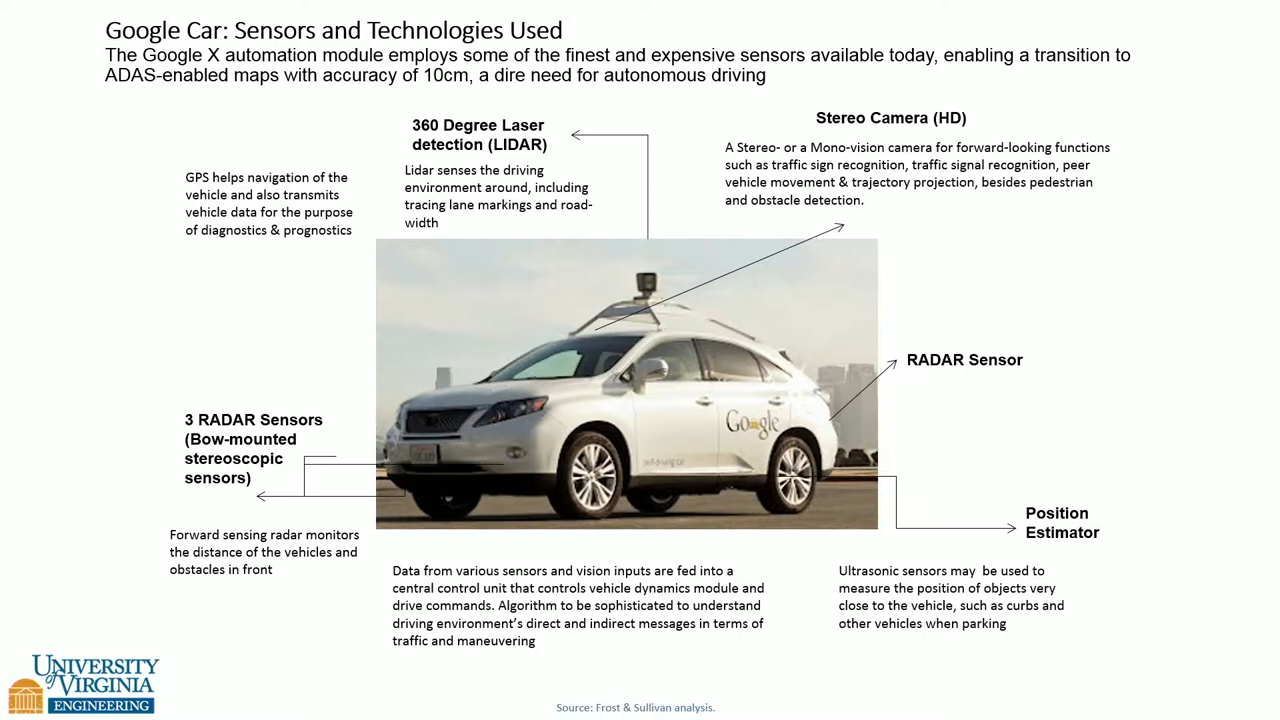 Google Car: Sensors and Technologies Used
The Google X automation module employs some of the finest and expensive sensors available today, enabling a transition to
ADAS-enabled maps with accuracy of 10cm, a dire need for autonomous driving
GPS helps navigation of the
vehicle and also transmits
vehicle data for the purpose
of diagnostics & prognostics
360 Degree Laser
detection (LIDAR)
Lidar senses the driving
environment around, including
tracing lane markings and road-
width
Stereo Camera (HD)
A Stereo- or a Mono-vision camera for forward-looking functions
such as traffic sign recognition, traffic signal recognition, peer
vehicle movement & trajectory projection, besides pedestrian
and obstacle detection.
RADAR Sensor
Google
self-driving car
3 RADAR Sensors
(Bow-mounted
stereoscopic
sensors)
Forward sensing radar monitors
the distance of the vehicles and
obstacles in front
Position
Estimator
Data from various sensors and vision inputs are fed into a
central control unit that controls vehicle dynamics module and
drive commands. Algorithm to be sophisticated to understand
driving environment's direct and indirect messages in terms of
traffic and maneuvering
Ultrasonic sensors may  be used to
measure the position of objects very
close to the vehicle, such as curbs and
other vehicles when parking
UNIVERSITY
of VIRGINIA
ENGINEERING
Source: Frost & Sullivan analysis.